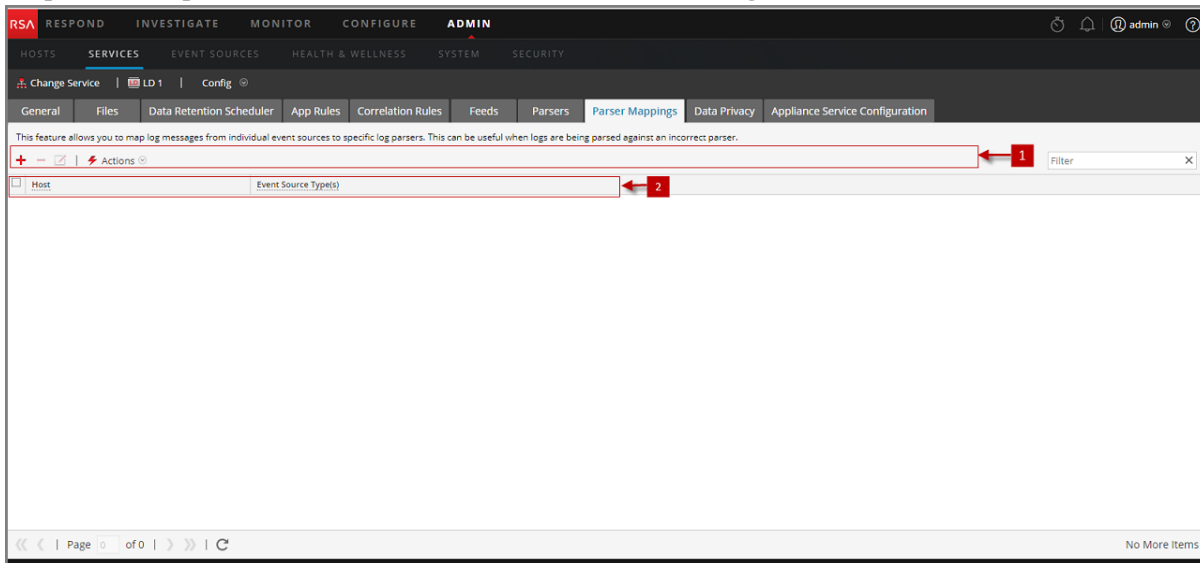 RSA RESPOND INVESTIGATE MONITOR CONFIGURE ADMIN admin ?
HOSTS SERVICES EVENT SOURCES HEALTH & WELLNESS SYSTEM SECURITY
Change Service | LD 1 | Config
General Files Data Retention Scheduler App Rules Correlation Rules Feeds Parsers Parser Mappings Data Privacy Appliance Service Configuration
This feature allows you to map log messages from individual event sources to specific log parsers. This can be useful when logs are being parsed against an incorrect parser.
+ - | Actions 1 Filter X
Host Event Source Type(s) 2
<< < | Page 0 of 0 | > >> | C No More Items